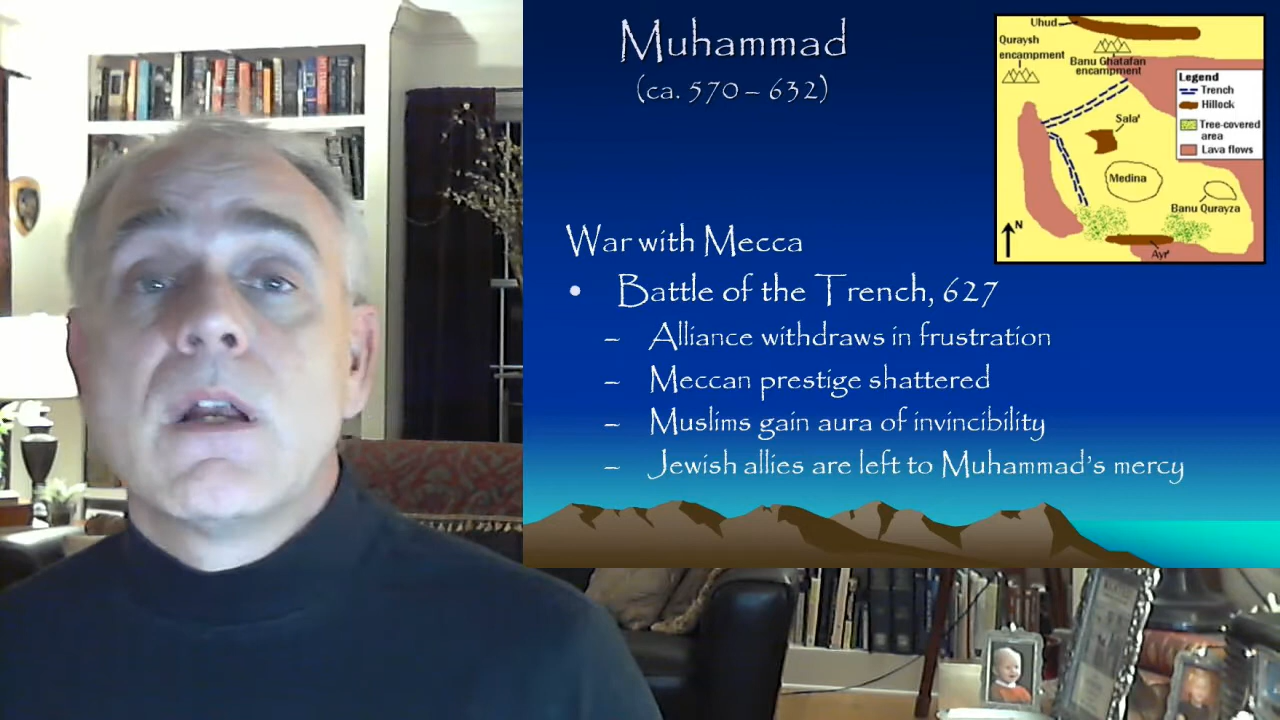 Muhammad
(ca. 570 – 632)
War with Mecca
• Battle of the Trench, 627
– Alliance withdraws in frustration
– Meccan prestige shattered
– Muslims gain aura of invincibility
– Jewish allies are left to Muhammad's mercy
Uhud
Quraysh
encampment
Banu Ghatafan
encampment
Legend
Trench
Hillock
Tree-covered
area
Lava flows
Sala'
Medina
Banu Qurayza
N
Ayr'